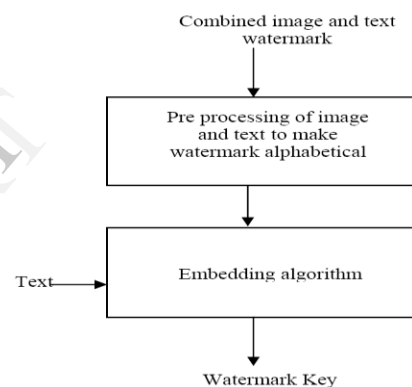 Combined image and text
watermark
Pre processing of image
and text to make
watermark alphabetical
Text
Embedding algorithm
Watermark Key